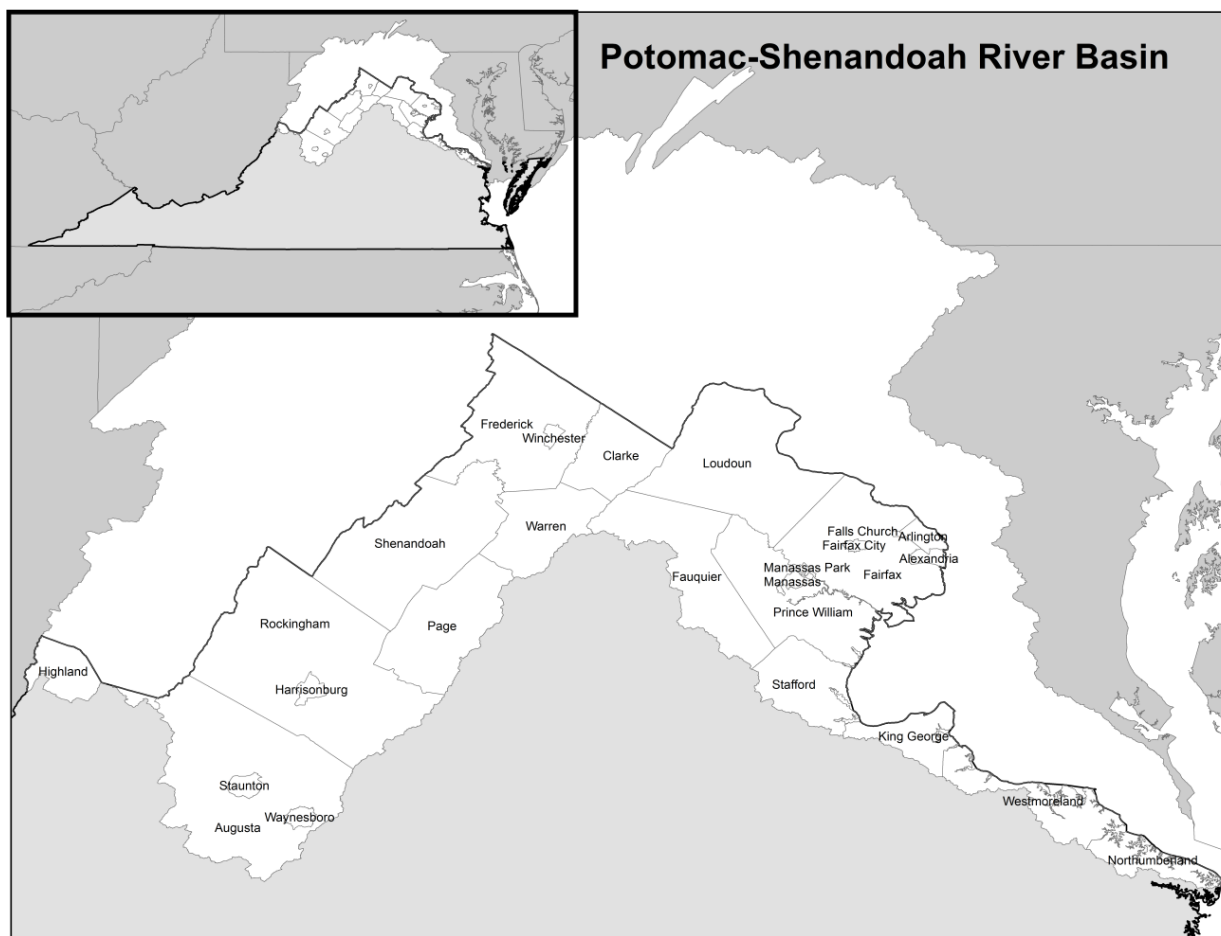 Potomac-Shenandoah River Basin
Frederick
Winchester
Clarke
Loudoun
Shenandoah
Warren
Falls Church
Arlington
Fairfax City
Alexandria
Manassas Park
Fauquier
Fairfax
Manassas
Prince William
Rockingham
Page
Highland
Harrisonburg
Stafford
King George
Staunton
Westmoreland
Waynesboro
Augusta
Northumberland